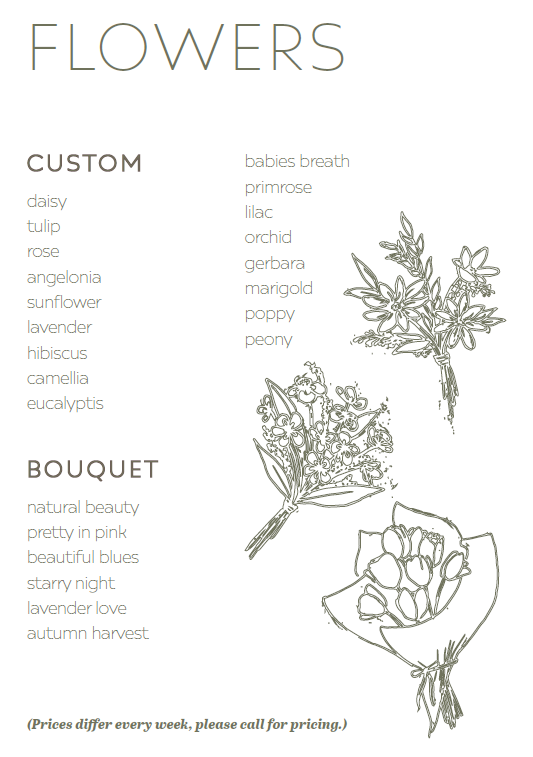 FLOWERS
CUSTOM
daisy
tulip
rose
angelonia
sunflower
lavender
hibiscus
camellia
eucalyptis
babies breath
primrose
lilac
orchid
gerbara
marigold
poppy
peony
BOUQUET
natural beauty
pretty in pink
beautiful blues
starry night
lavender love
autumn harvest
(Prices differ every week, please call for pricing.)